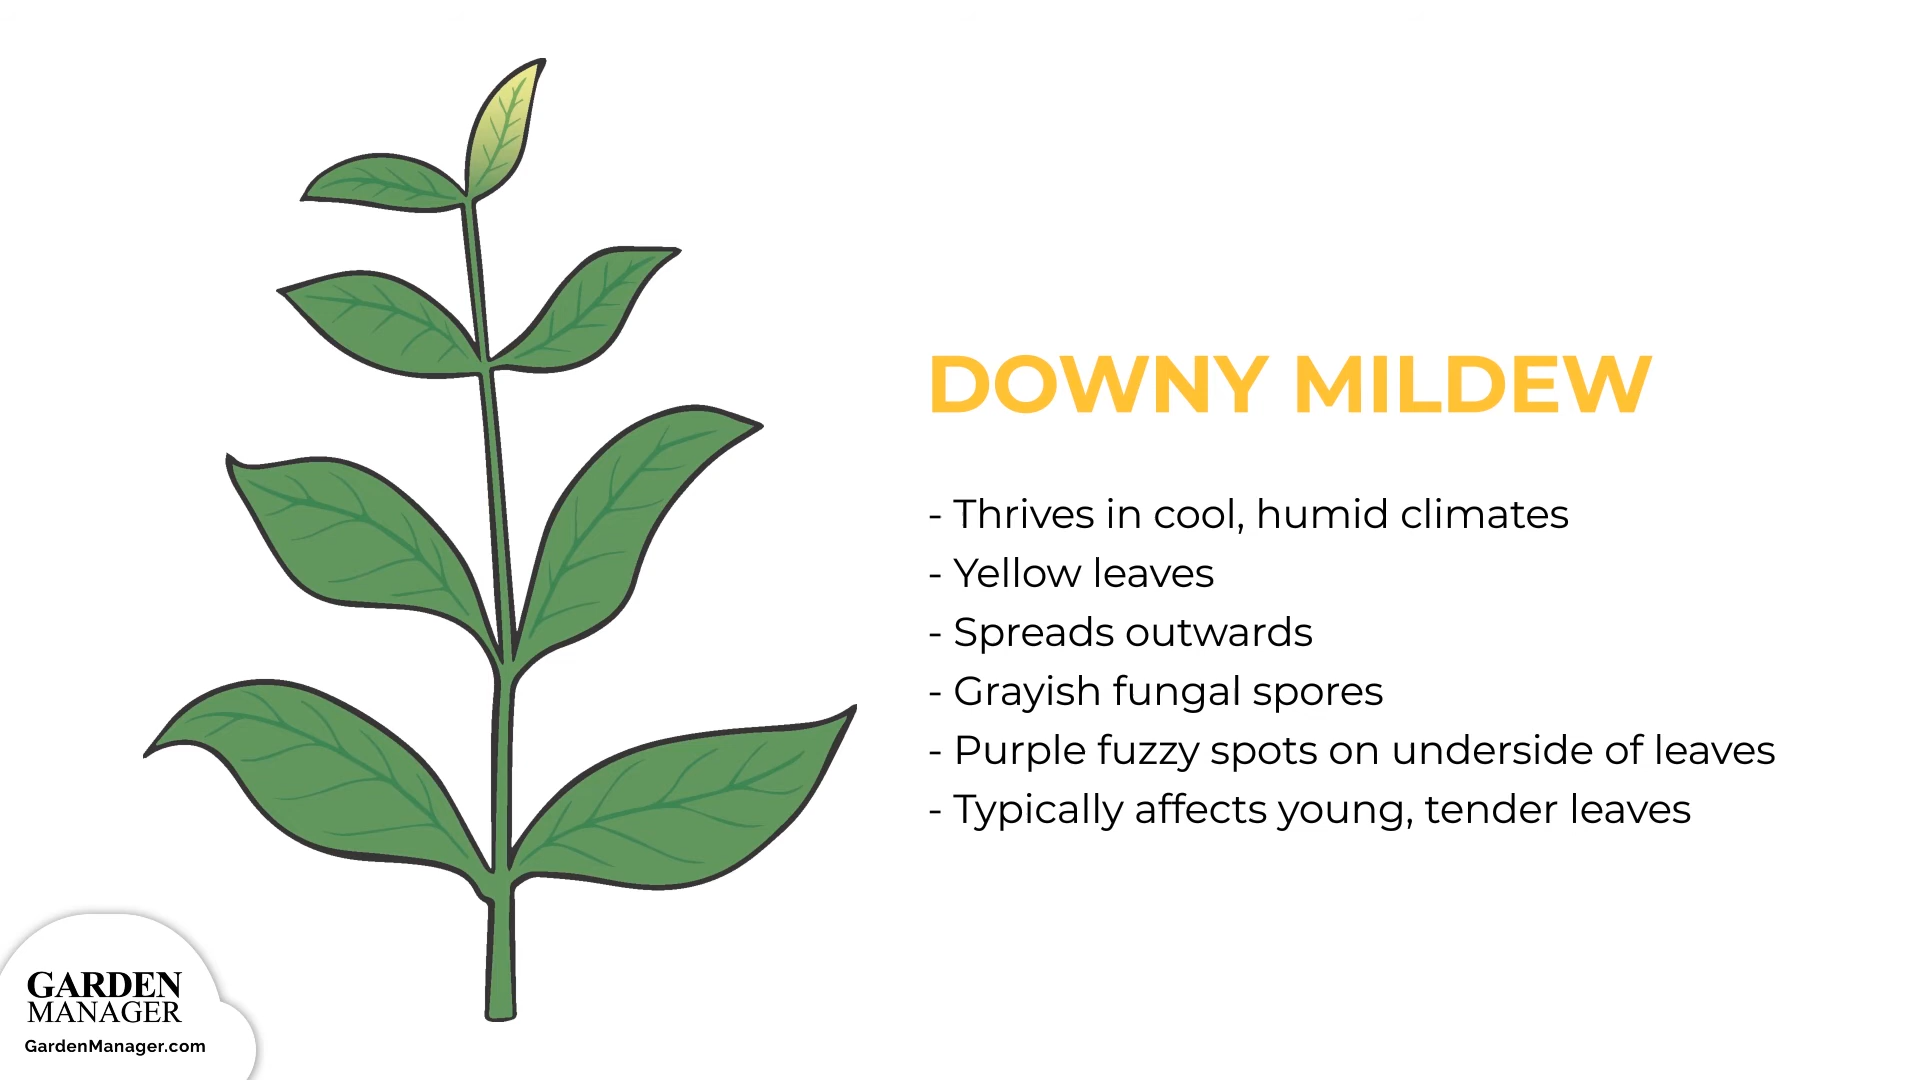 DOWNY MILDEW
- Thrives in cool, humid climates
- Yellow leaves
- Spreads outwards
- Grayish fungal spores
- Purple fuzzy spots on underside of leaves
- Typically affects young, tender leaves
GARDEN
MANAGER
GardenManager.com